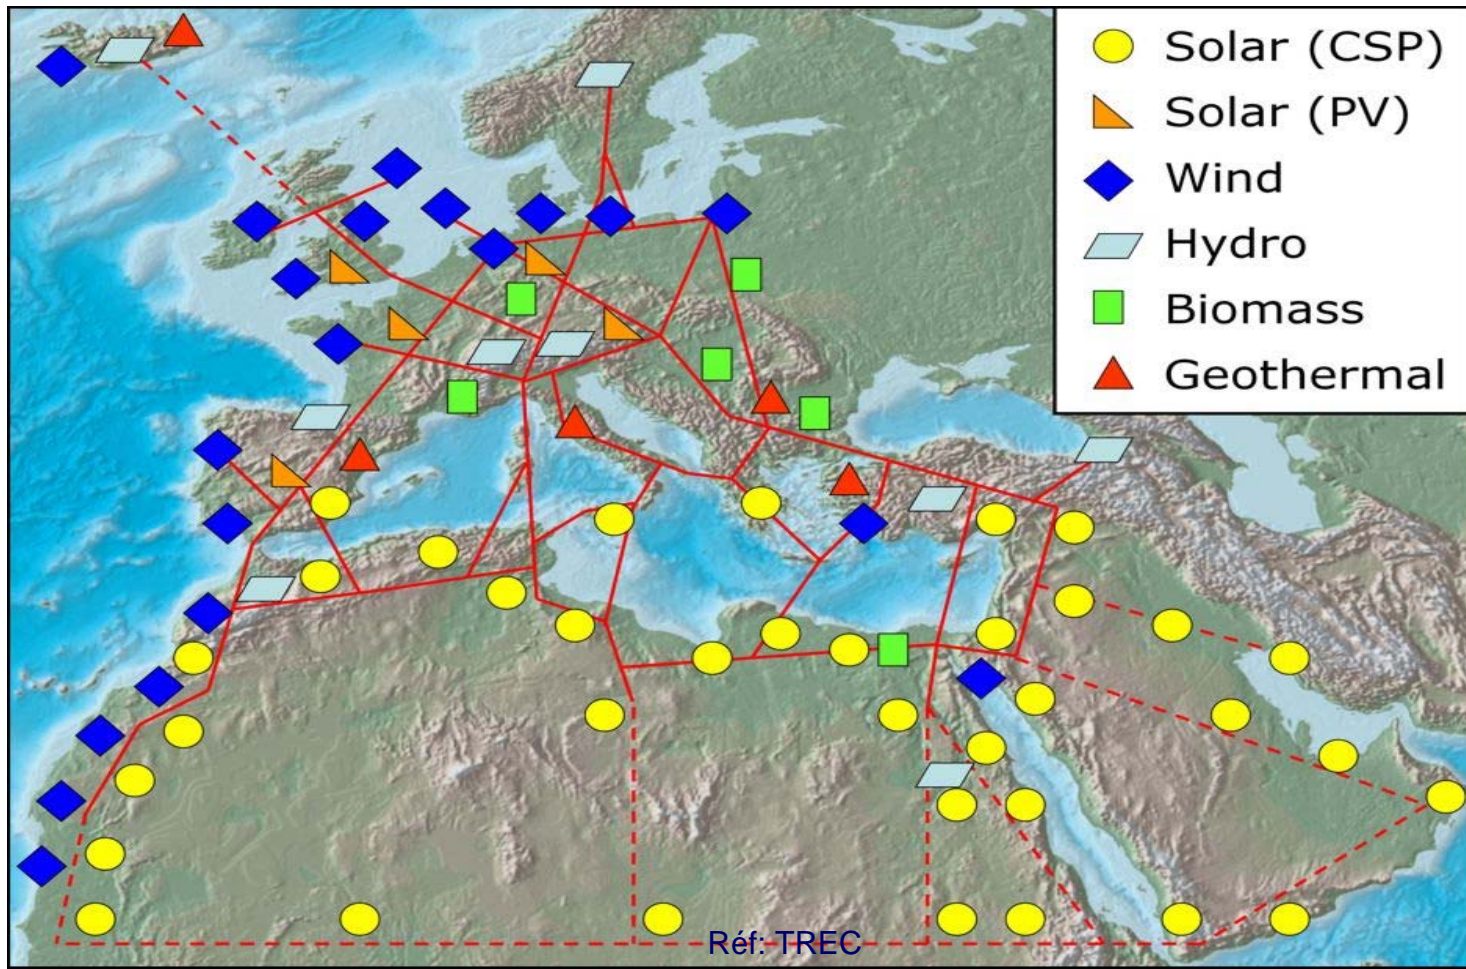 Solar (CSP)
Solar (PV)
Wind
Hydro
Biomass
Geothermal
Réf: TREC